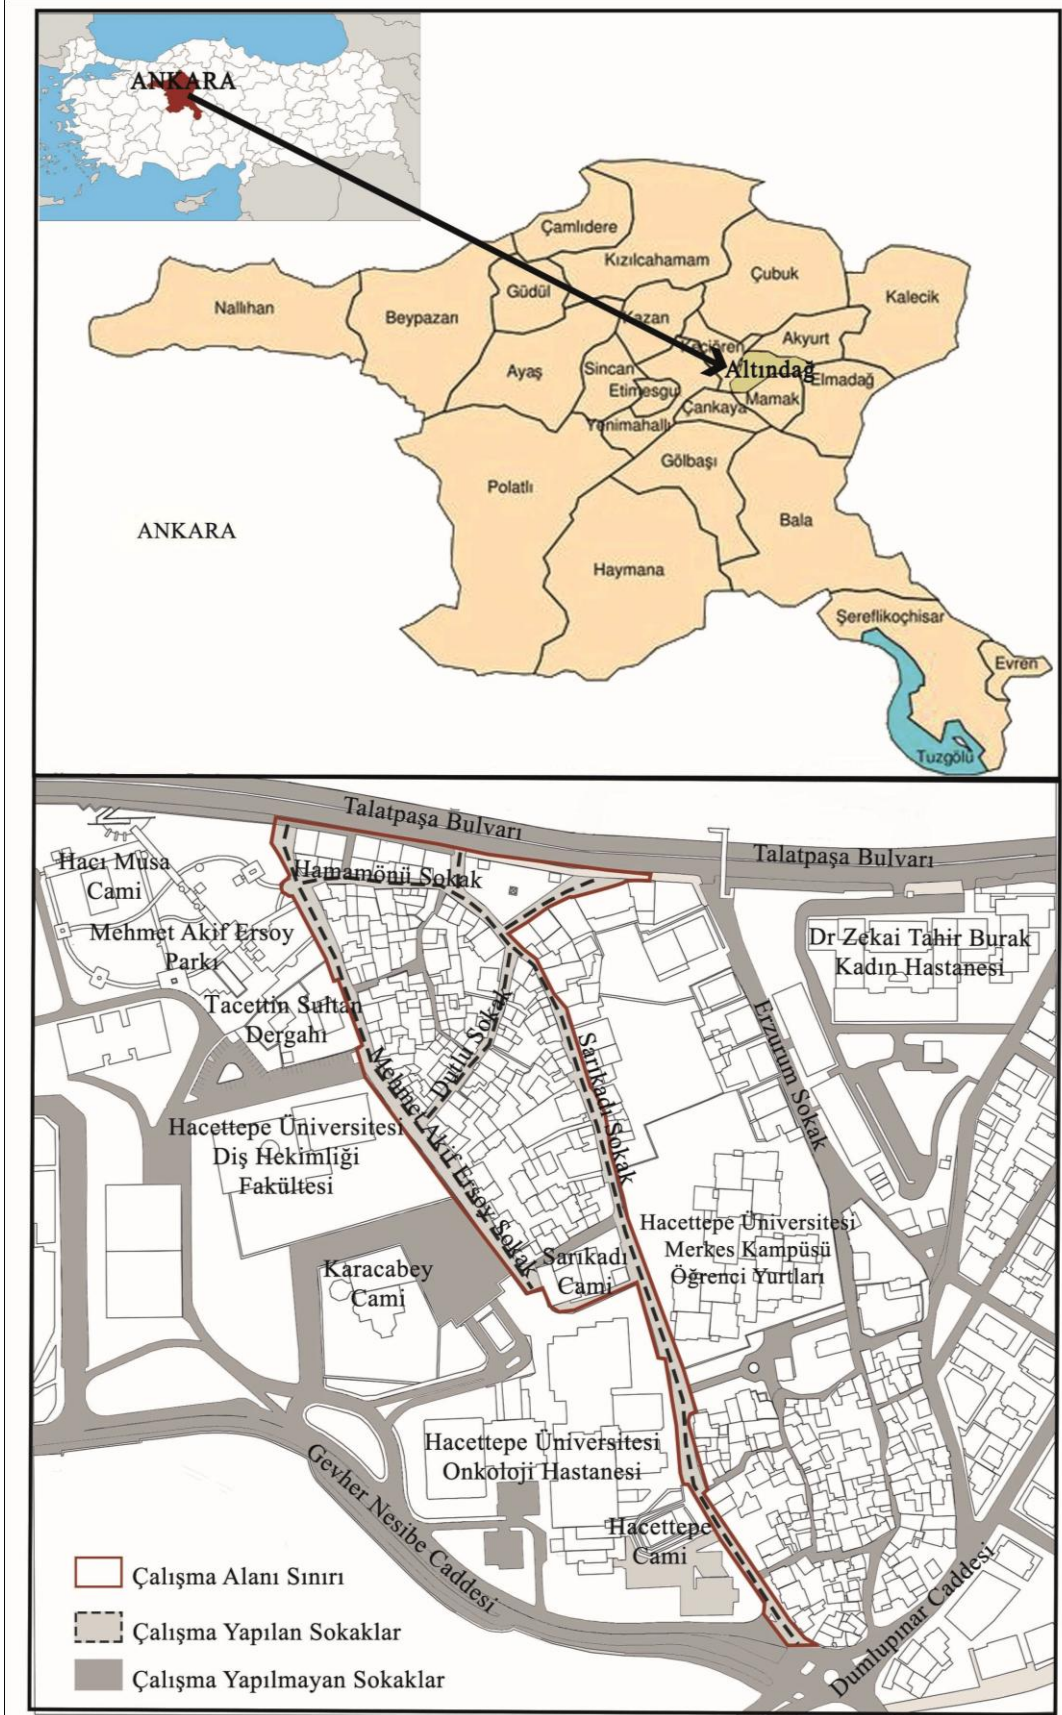 ANKARA
Çamlıdere
Kızılcahamam
Çubuk
Kalecik
Güdül
Nallıhan
Beypazarı
Kazan
Akyurt
Keçiören
Ayaş
Sincan
Altındağ
Elmadağ
Etimesgut
Mamak
Çankaya
Yenimahalle
Gölbaşı
Polatlı
Bala
ANKARA
Haymana
Şereflikoçhisar
Evren
Tuzgölü
Talatpaşa Bulvarı
Talatpaşa Bulvarı
Hacı Musa
Cami
Hamamönü Sokak
Mehmet Akif Ersoy
Parkı
Dr Zekai Tahir Burak
Kadın Hastanesi
Tacettin Sultan
Dergahı
Dutlu Sokak
Erzurum Sokak
Sarıkadı Sokak
Mehmet Akif Ersoy Sokak
Hacettepe Üniversitesi
Diş Hekimliği
Fakültesi
Hacettepe Üniversitesi
Merkes Kampüsü
Öğrenci Yurtları
Sarıkadı
Cami
Karacabey
Cami
Hacettepe Üniversitesi
Onkoloji Hastanesi
Gevher Nesibe Caddesi
Hacettepe
Cami
Dumlupınar Caddesi
Çalışma Alanı Sınırı
Çalışma Yapılan Sokaklar
Çalışma Yapılmayan Sokaklar